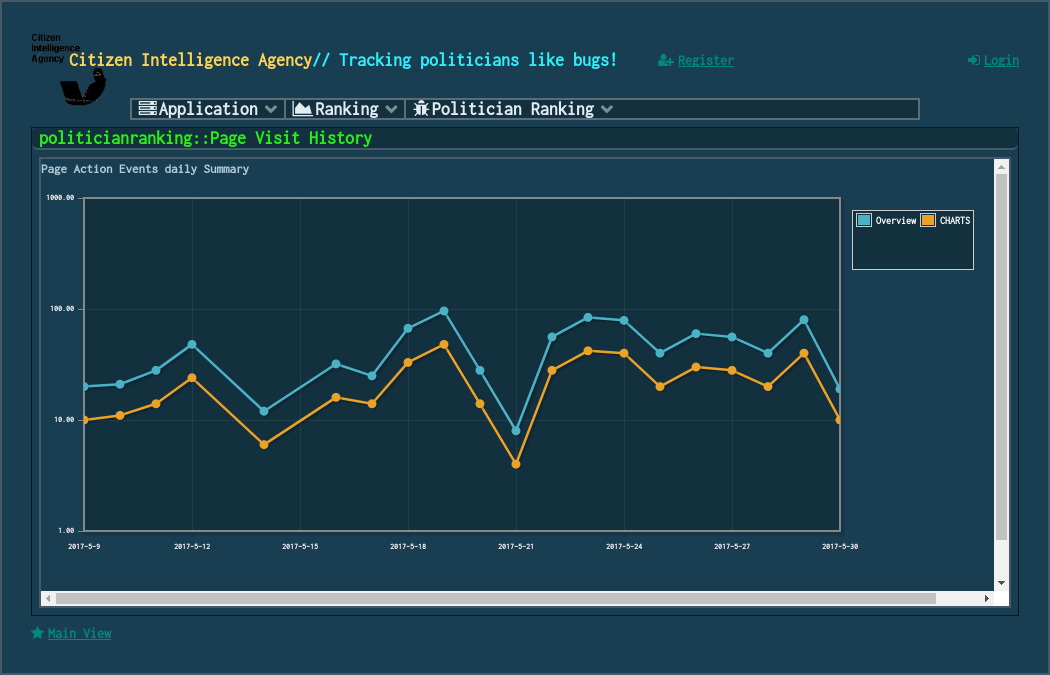 Citizen
Intelligence
Agency
Citizen Intelligence Agency// Tracking politicians like bugs!
Register
Login
Application
Ranking
Politician Ranking
politicianranking::Page Visit History
Page Action Events daily Summary
1000.00
100.00
10.00
1.00
2017-5-9 2017-5-12 2017-5-15 2017-5-18 2017-5-21 2017-5-24 2017-5-27 2017-5-30
Overview CHARTS
Main View